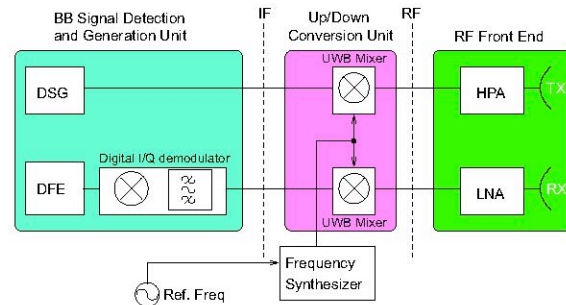 BB Signal Detection
and Generation Unit
IF
Up/Down
Conversion Unit
RF
RF Front End
UWB Mixer
DSG
HPA
TX
Digital I/Q demodulator
DFE
LNA
RX
UWB Mixer
Frequency
Synthesizer
Ref. Freq